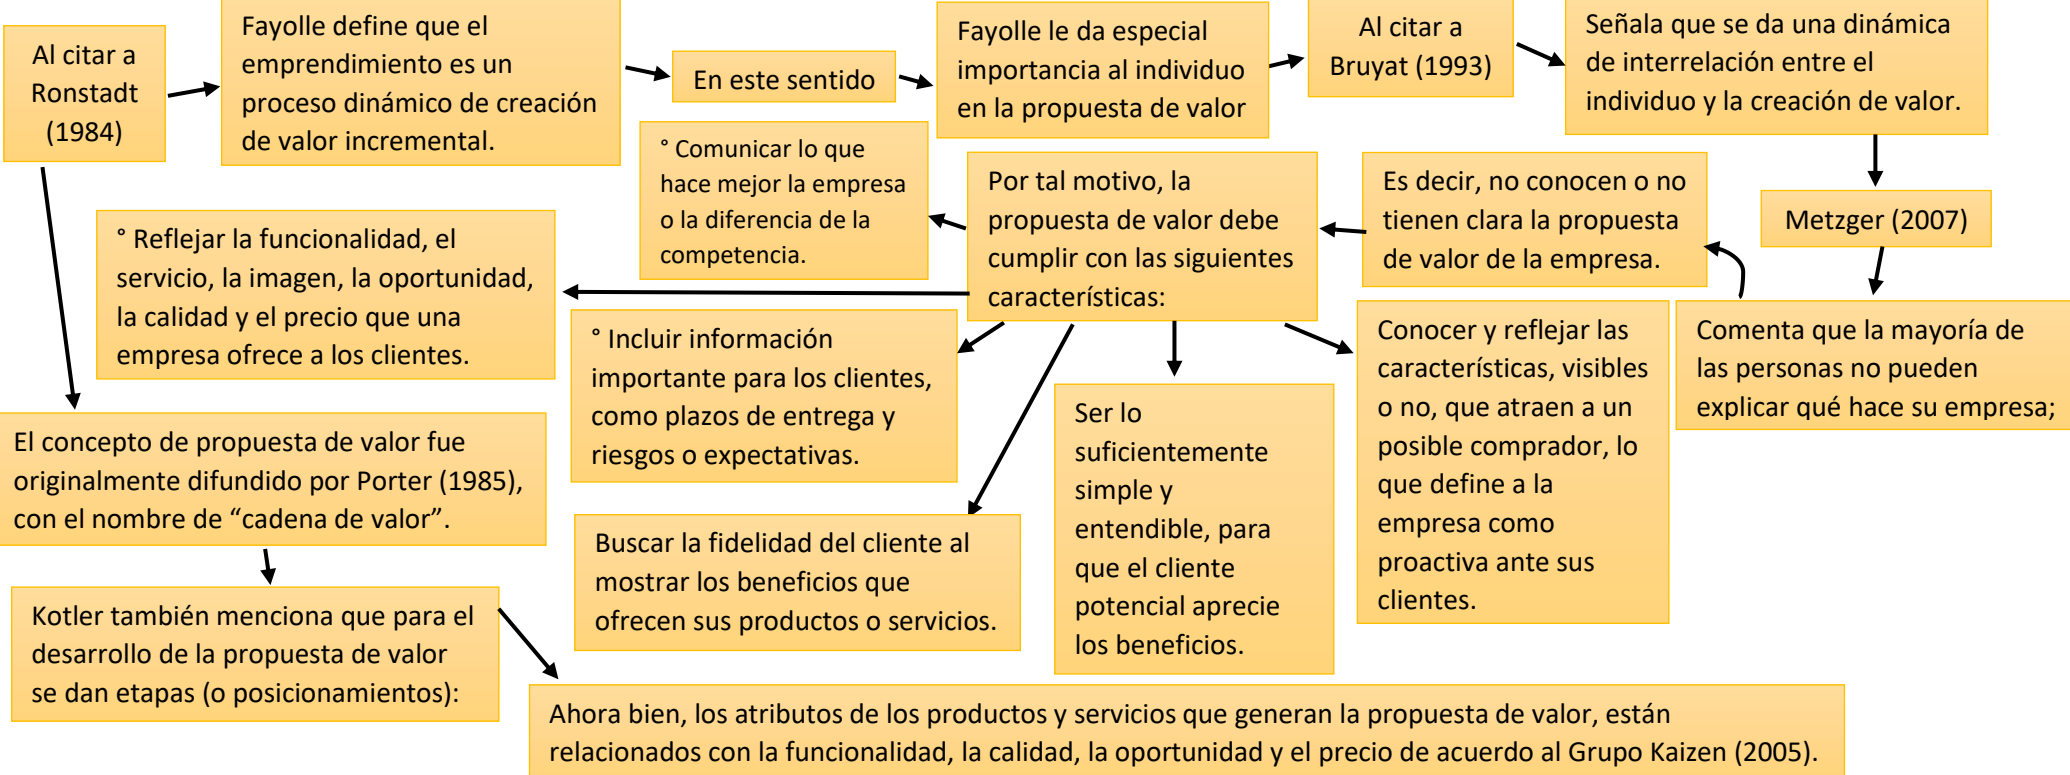 Al citar a
Ronstadt
(1984)
Fayolle define que el
emprendimiento es un
proceso dinámico de creación
de valor incremental.
En este sentido
Fayolle le da especial
importancia al individuo
en la propuesta de valor
Al citar a
Bruyat (1993)
Señala que se da una dinámica
de interrelación entre el
individuo y la creación de valor.
Metzger (2007)
Comenta que la mayoría de
las personas no pueden
explicar qué hace su empresa;
Es decir, no conocen o no
tienen clara la propuesta
de valor de la empresa.
Por tal motivo, la
propuesta de valor debe
cumplir con las siguientes
características:
° Comunicar lo que
hace mejor la empresa
o la diferencia de la
competencia.
° Reflejar la funcionalidad, el
servicio, la imagen, la oportunidad,
la calidad y el precio que una
empresa ofrece a los clientes.
° Incluir información
importante para los clientes,
como plazos de entrega y
riesgos o expectativas.
Buscar la fidelidad del cliente al
mostrar los beneficios que
ofrecen sus productos o servicios.
Ser lo
suficientemente
simple y
entendible, para
que el cliente
potencial aprecie
los beneficios.
Conocer y reflejar las
características, visibles
o no, que atraen a un
posible comprador, lo
que define a la
empresa como
proactiva ante sus
clientes.
El concepto de propuesta de valor fue
originalmente difundido por Porter (1985),
con el nombre de “cadena de valor”.
Kotler también menciona que para el
desarrollo de la propuesta de valor
se dan etapas (o posicionamientos):
Ahora bien, los atributos de los productos y servicios que generan la propuesta de valor, están
relacionados con la funcionalidad, la calidad, la oportunidad y el precio de acuerdo al Grupo Kaizen (2005).